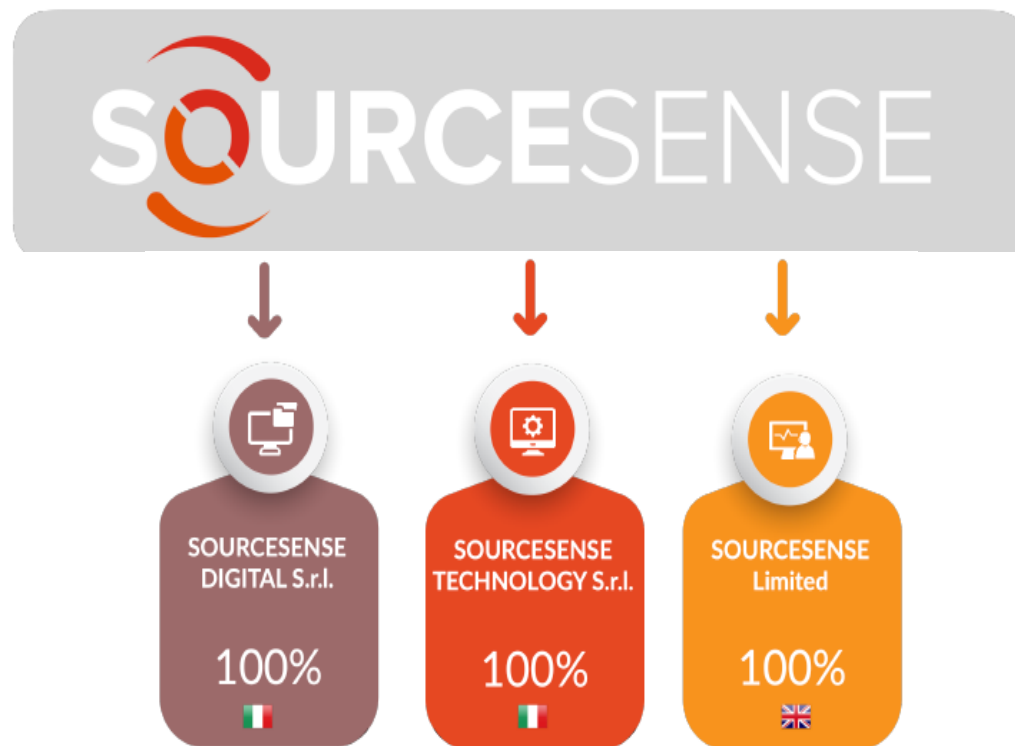 SOURCESENSE
SOURCESENSE
DIGITAL S.r.l.
100%
SOURCESENSE
TECHNOLOGY S.r.l.
100%
SOURCESENSE
Limited
100%